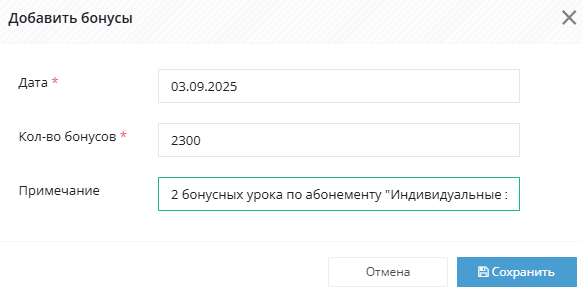 Добавить бонусы
Дата *
03.09.2025
Кол-во бонусов *
2300
Примечание
2 бонусных урока по абонементу "Индивидуальные
Отмена
Сохранить